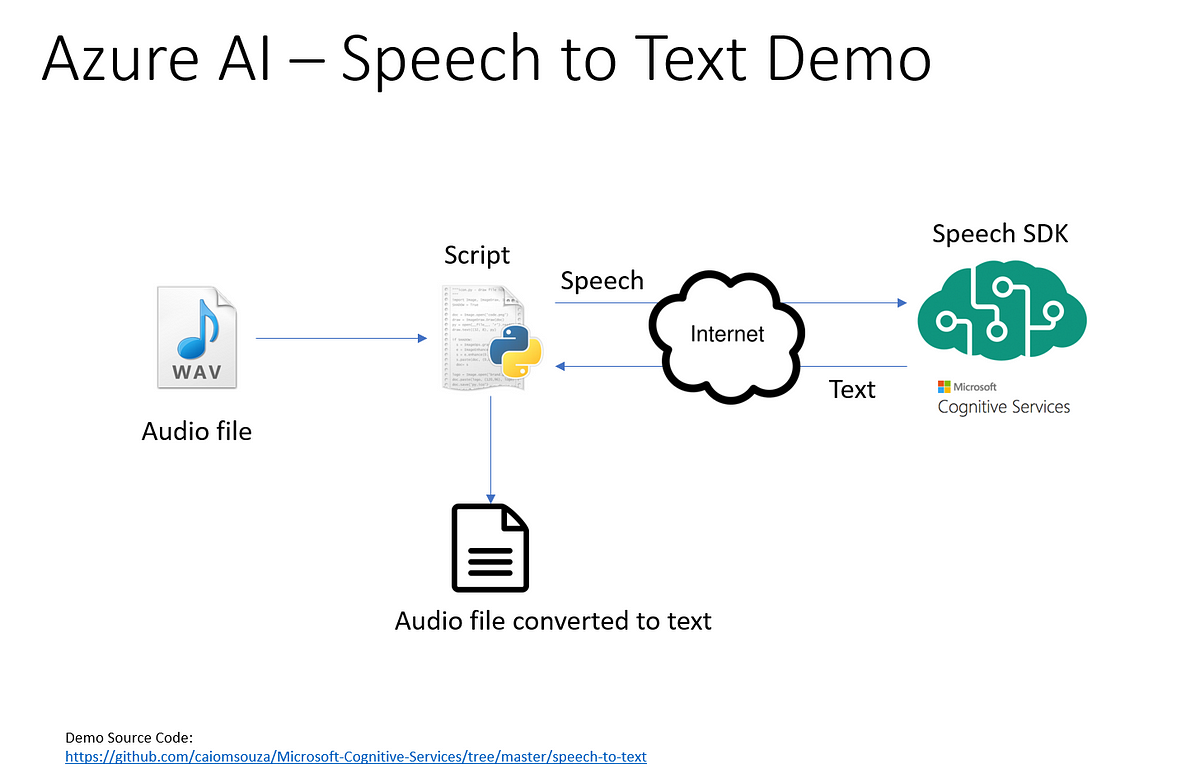 Azure AI – Speech to Text Demo
Speech SDK
Script
Speech
Internet
WAV
Microsoft
Text
Cognitive Services
Audio file
Audio file converted to text
Demo Source Code:
https://github.com/caiomsouza/Microsoft-Cognitive-Services/tree/master/speech-to-text